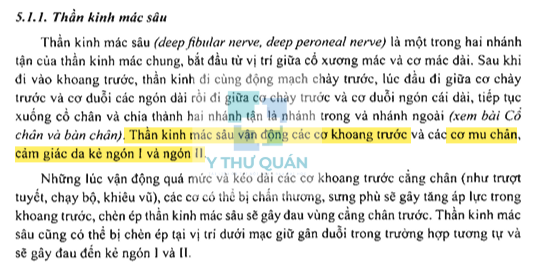 5.1.1. Thần kinh mác sâu
Thần kinh mác sâu (deep fibular nerve, deep peroneal nerve) là một trong hai nhánh
tận của thần kinh mác chung, bắt đầu từ vị trí giữa cổ xương mác và cơ mác dài. Sau khi
đi vào khoang trước, thần kinh đi cùng động mạch chày trước, lúc đầu đi giữa cơ chày
trước và cơ duỗi các ngón dài rồi đi giữa cơ chày trước và cơ duỗi ngón cái dài, tiếp tục
xuống cổ chân và chia thành hai nhánh tận là nhánh trong và nhánh ngoài (xem bài Cổ
chân và bàn chân). Thần kinh mác sâu vận động các cơ khoang trước và các cơ mu chân,
cảm giác da kẽ ngón I và ngón II.
Y THƯ QUÁN
Những lúc vận động quá mức và kéo dài các cơ khoang trước cẳng chân (như trượt
tuyết, chạy bộ, khiêu vũ), các cơ có thể bị chấn thương, sưng phù sẽ gây tăng áp lực trong
khoang trước, chèn ép thần kinh mác sâu sẽ gây đau vùng cẳng chân trước. Thần kinh mác
sâu cũng có thể bị chèn ép tại vị trí dưới mạc giữ gân duỗi trong trường hợp tương tự và
sẽ gây đau đến kẽ ngón I và II.